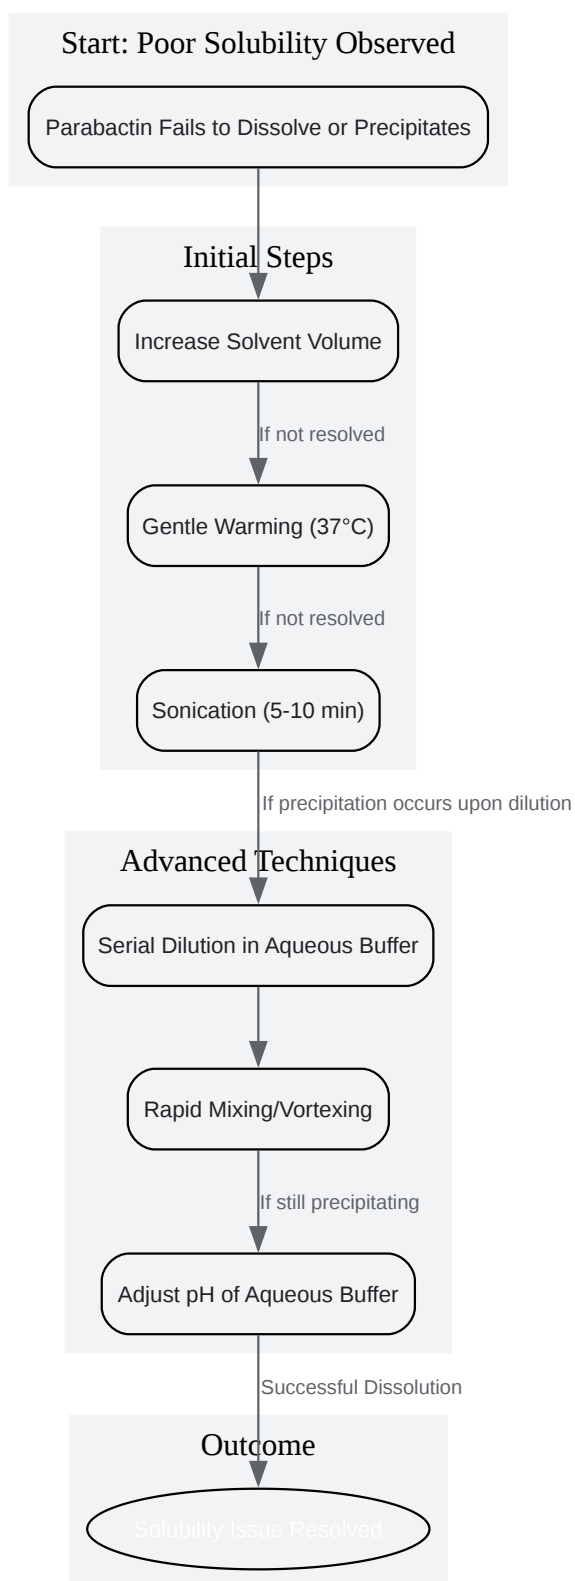 Start: Poor Solubility Observed
Parabactin Fails to Dissolve or Precipitates
Initial Steps
Increase Solvent Volume
If not resolved
Gentle Warming (37°C)
If not resolved
Sonication (5-10 min)
If precipitation occurs upon dilution
Advanced Techniques
Serial Dilution in Aqueous Buffer
Rapid Mixing/Vortexing
If still precipitating
Adjust pH of Aqueous Buffer
Successful Dissolution
Outcome
Solubility Issue Resolved